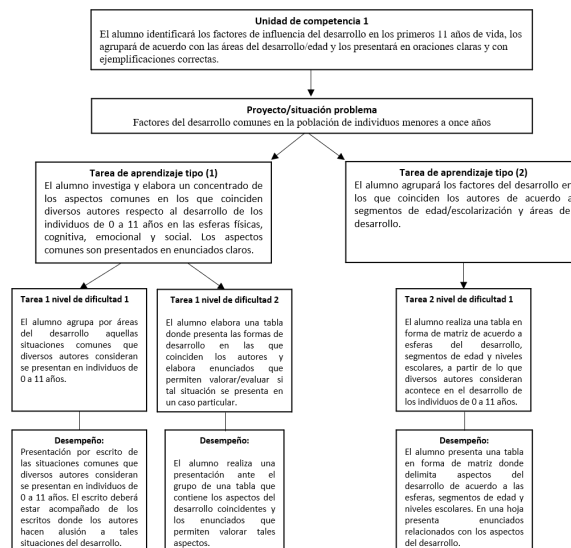 Unidad de competencia 1
El alumno identificará los factores de influencia del desarrollo en los primeros 11 años de vida, los
agrupará de acuerdo con las áreas del desarrollo/edad y los presentará en oraciones claras y con
ejemplificaciones correctas.
Proyecto/situación problema
Factores del desarrollo comunes en la población de individuos menores a once años
Tarea de aprendizaje tipo (1)
El alumno investiga y elabora un concentrado de
los aspectos comunes en los que coinciden
diversos autores respecto al desarrollo de los
individuos de 0 a 11 años en las esferas físicas,
cognitiva, emocional y social. Los aspectos
comunes son presentados en enunciados claros.
Tarea de aprendizaje tipo (2)
El alumno agrupará los factores del desarrollo en
los que coinciden los autores de acuerdo a
segmentos de edad/escolarización y áreas de
desarrollo.
Tarea 1 nivel de dificultad 1
El alumno agrupa por áreas
del desarrollo aquellas
situaciones comunes que
diversos autores consideran
se presentan en individuos de
0 a 11 años.
Tarea 1 nivel de dificultad 2
El alumno elabora una tabla
donde presenta las formas de
desarrollo en las que
coinciden los autores y
elabora enunciados que
permiten valorar/evaluar si
tal situación se presenta en
un caso particular.
Tarea 2 nivel de dificultad 1
El alumno realiza una tabla en
forma de matriz de acuerdo a
esferas del desarrollo,
segmentos de edad y niveles
escolares, a partir de lo que
diversos autores consideran
acontece en el desarrollo de
los individuos de 0 a 11 años.
Desempeño:
Presentación por escrito de
las situaciones comunes que
diversos autores consideran
se presentan en individuos de
0 a 11 años. El escrito deberá
estar acompañado de los
escritos donde los autores
hacen alusión a tales
situaciones del desarrollo.
Desempeño:
El alumno realiza una
presentación ante el
grupo de una tabla que
contiene los aspectos del
desarrollo coincidentes y
los enunciados que
permiten valorar tales
aspectos.
Desempeño:
El alumno presenta una tabla
en forma de matriz donde
delimita aspectos del
desarrollo de acuerdo a las
esferas, segmentos de edad y
niveles escolares. En una hoja
presenta enunciados
relacionados con los aspectos
del desarrollo.